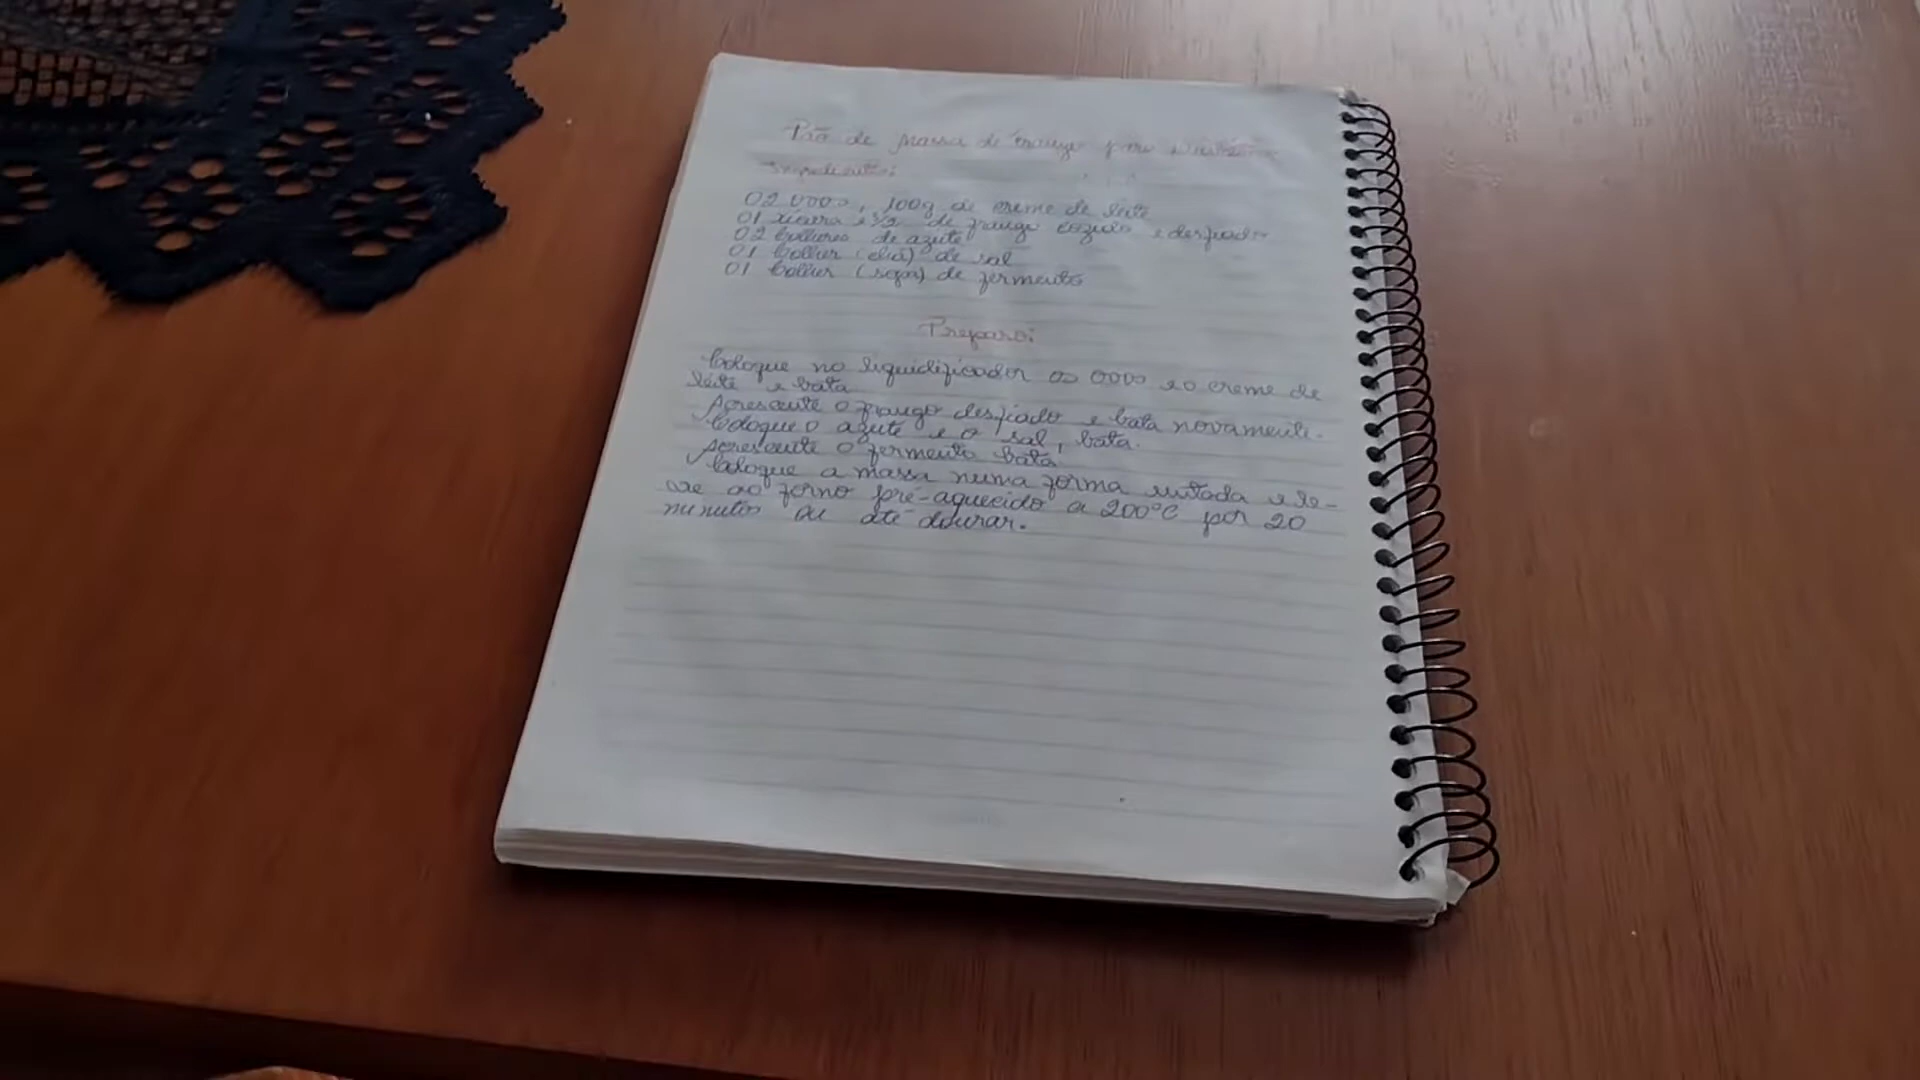 Pão de massa de frango para
Ingredientes:
02 ovos, 100g de creme de leite
01 xícara e 1/2 de frango cozido e desfiado
02 colheres de azeite
01 colher (chá) de sal
01 colher (sopa) de fermento
Preparo:
Coloque no liquidificador os ovos e o creme de
leite e bata
Acrescente o frango desfiado e bata novamente.
Coloque o azeite e o sal, bata.
Acrescente o fermento bata
Coloque a massa numa forma untada e le-
ve ao forno pré-aquecido a 200°C por 20
minutos ou até dourar.